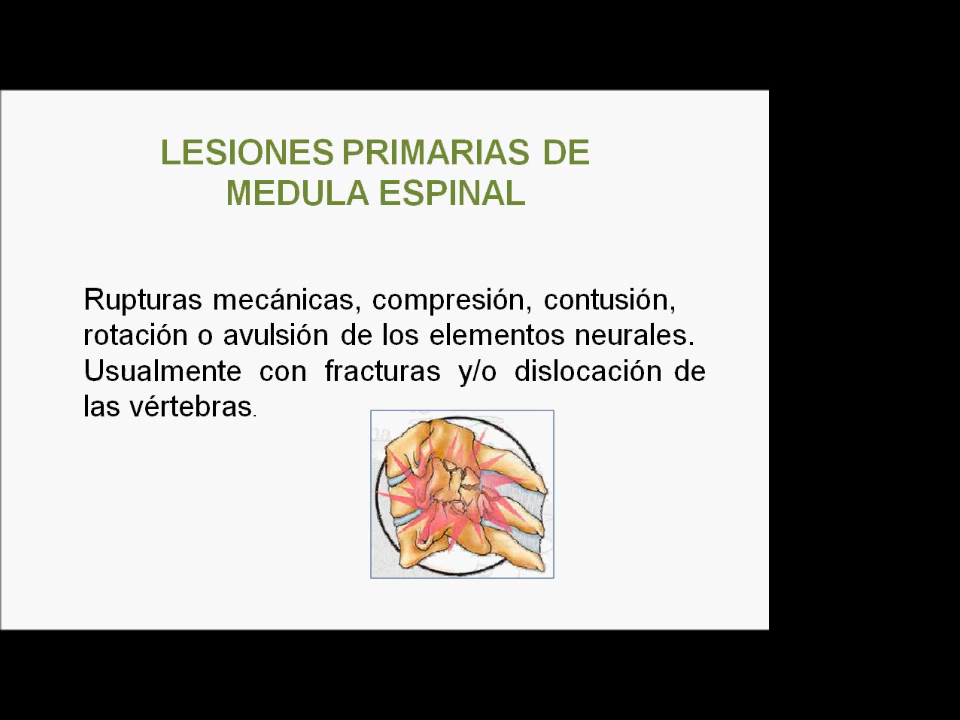 LESIONES PRIMARIAS DE
MEDULA ESPINAL
Rupturas mecánicas, compresión, contusión,
rotación o avulsión de los elementos neurales.
Usualmente con fracturas y/o dislocación de
las vértebras.